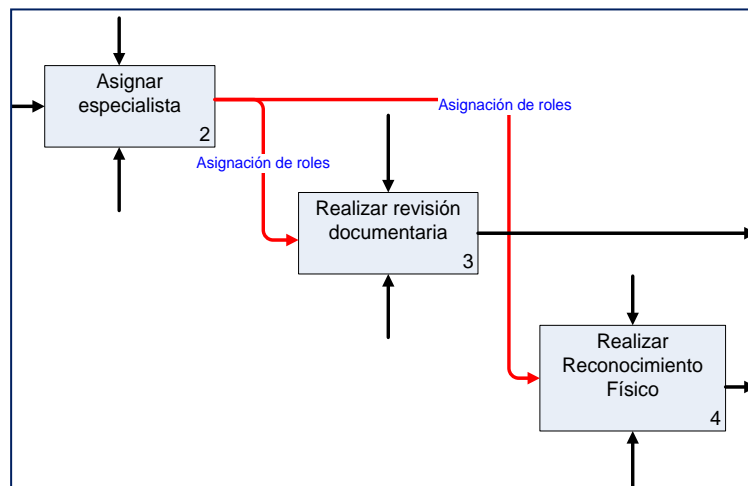 Asignar
especialista
2
Asignación de roles
Asignación de roles
Realizar revisión
documentaria
3
Realizar
Reconocimiento
Físico
4